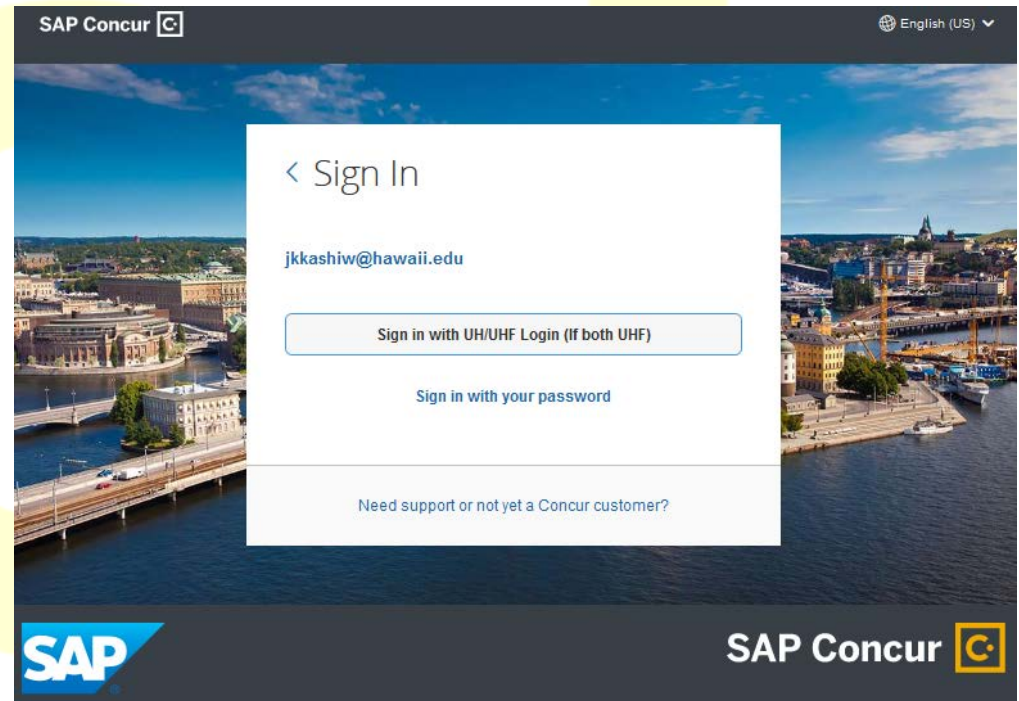 SAP Concur C.
English (US)
Sign In
jkkashiw@hawaii.edu
Sign in with UH/UHF Login (If both UHF)
Sign in with your password
Need support or not yet a Concur customer?
SAP
SAP Concur C.